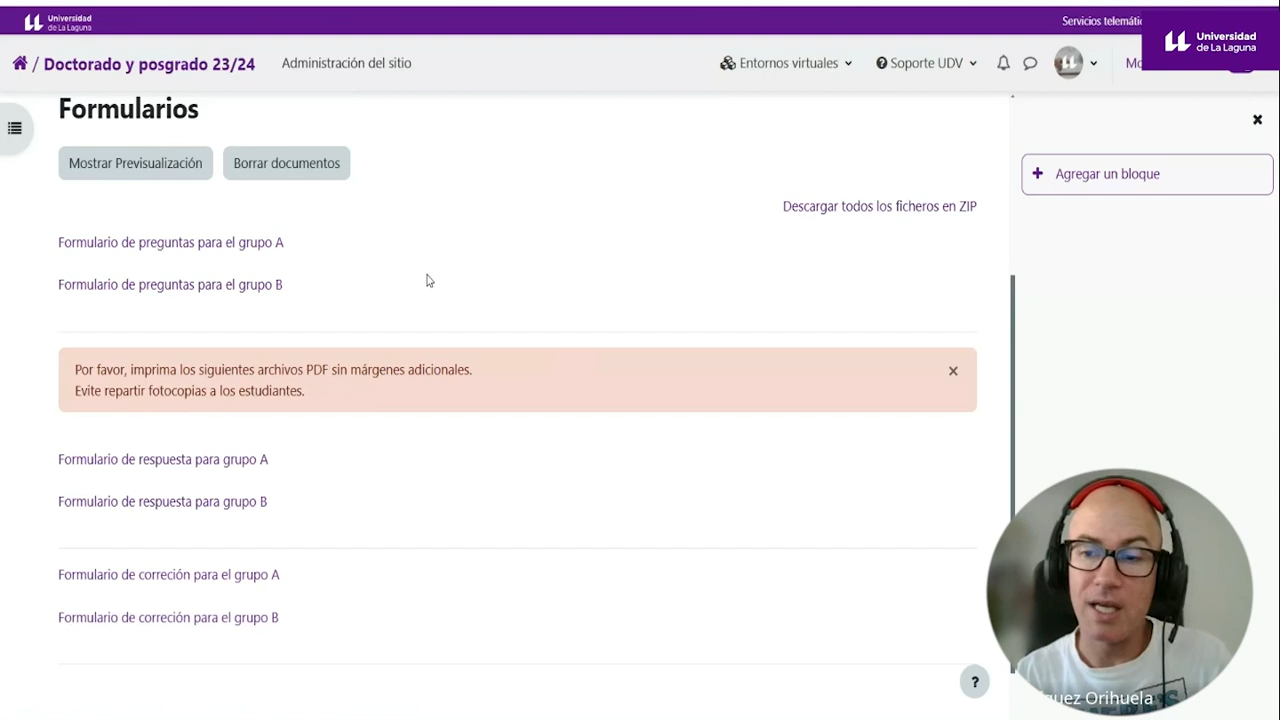 Universidad
de La Laguna
Servicios telemátic
Universidad
de La Laguna
/ Doctorado y posgrado 23/24
Administración del sitio
Entornos virtuales
Soporte UDV
Formularios
Agregar un bloque
Mostrar Previsualización
Borrar documentos
Descargar todos los ficheros en ZIP
Formulario de preguntas para el grupo A
Formulario de preguntas para el grupo B
Por favor, imprima los siguientes archivos PDF sin márgenes adicionales.
Evite repartir fotocopias a los estudiantes.
Formulario de respuesta para grupo A
Formulario de respuesta para grupo B
Formulario de correción para el grupo A
Formulario de correción para el grupo B
?
Orihuela